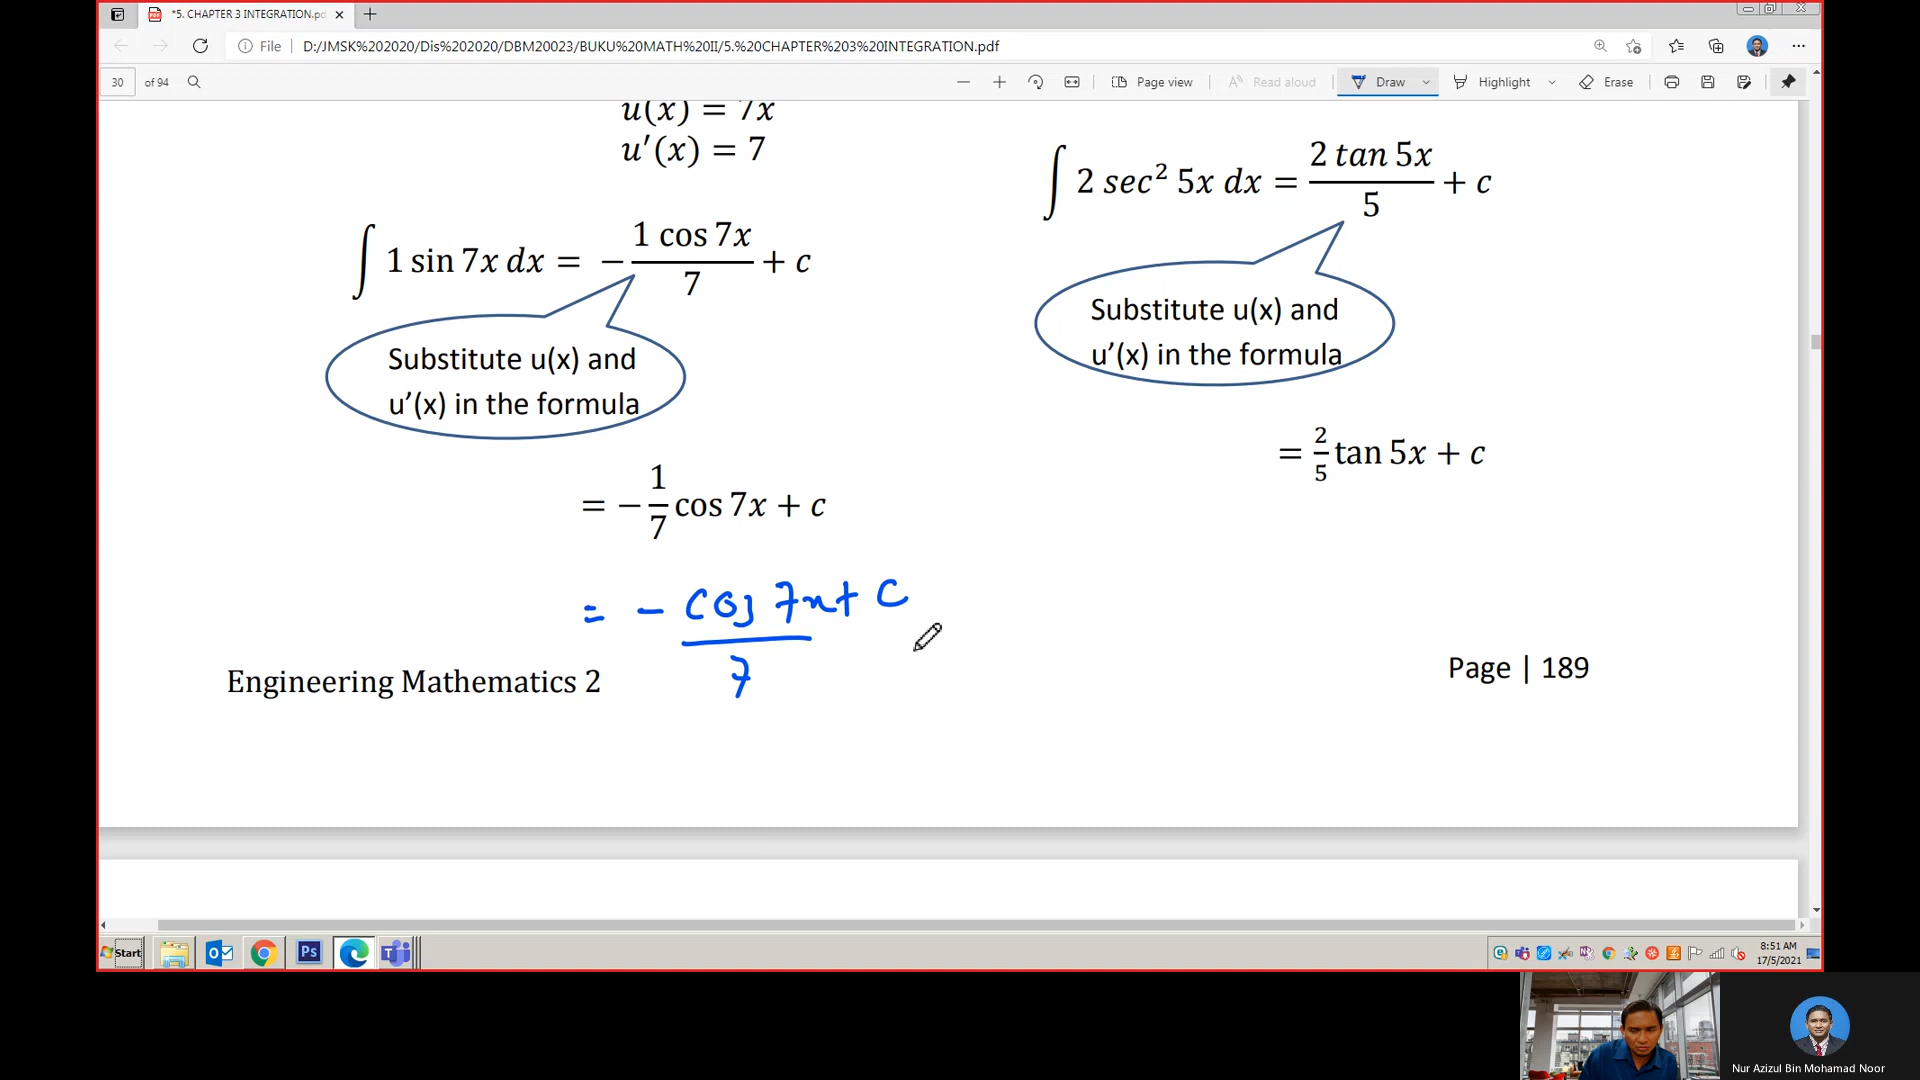 *5. CHAPTER 3 INTEGRATION.pd
File D:/JMSK%202020/Dis%202020/DBM20023/BUKU%20MATH%20II/5.%20CHAPTER%203%20INTEGRATION.pdf
30 of 94 Page view Read aloud Draw Highlight Erase
u(x) = 7x
u′(x) = 7
∫ 1 sin 7x dx = − (1 cos 7x)/7 + c
Substitute u(x) and
u’(x) in the formula
= − 1/7 cos 7x + c
= − cos 7x/7 + c
Engineering Mathematics 2
∫ 2 sec² 5x dx = (2 tan 5x)/5 + c
Substitute u(x) and
u’(x) in the formula
= 2/5 tan 5x + c
Page | 189
Start
Ps
8:51 AM
17/5/2021
Nur Azizul Bin Mohamad Noor